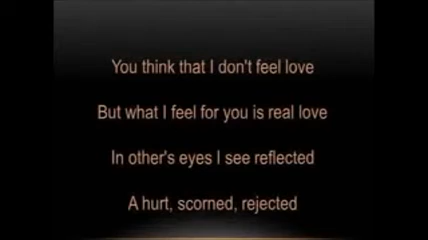 You think that I don't feel love
But what I feel for you is real love
In other's eyes I see reflected
A hurt, scorned, rejected